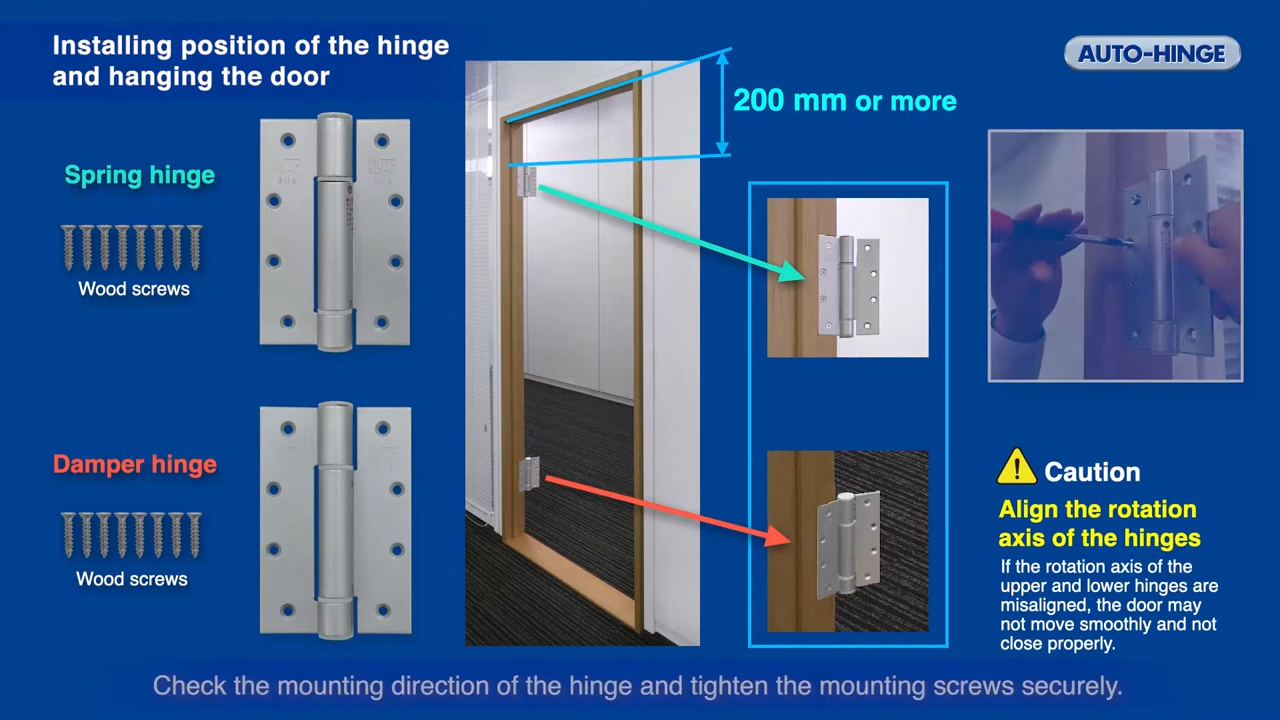 Installing position of the hinge
and hanging the door
AUTO-HINGE
200 mm or more
Spring hinge
Wood screws
Damper hinge
Wood screws
Caution
Align the rotation
axis of the hinges
If the rotation axis of the
upper and lower hinges are
misaligned, the door may
not move smoothly and not
close properly.
Check the mounting direction of the hinge and tighten the mounting screws securely.